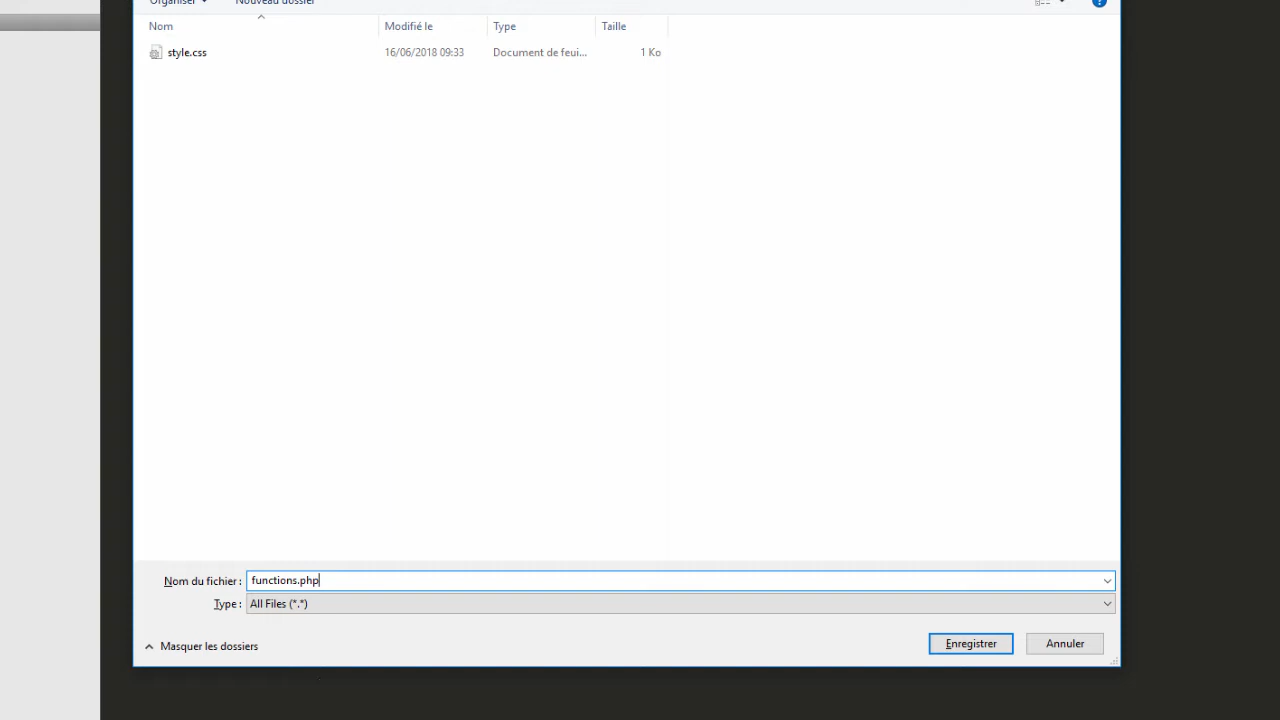 Organiser Nouveau dossier ?
Nom Modifié le Type Taille
style.css 16/06/2018 09:33 Document de feui... 1 Ko
Nom du fichier : functions.php
Type : All Files (*.*)
Masquer les dossiers Enregistrer Annuler